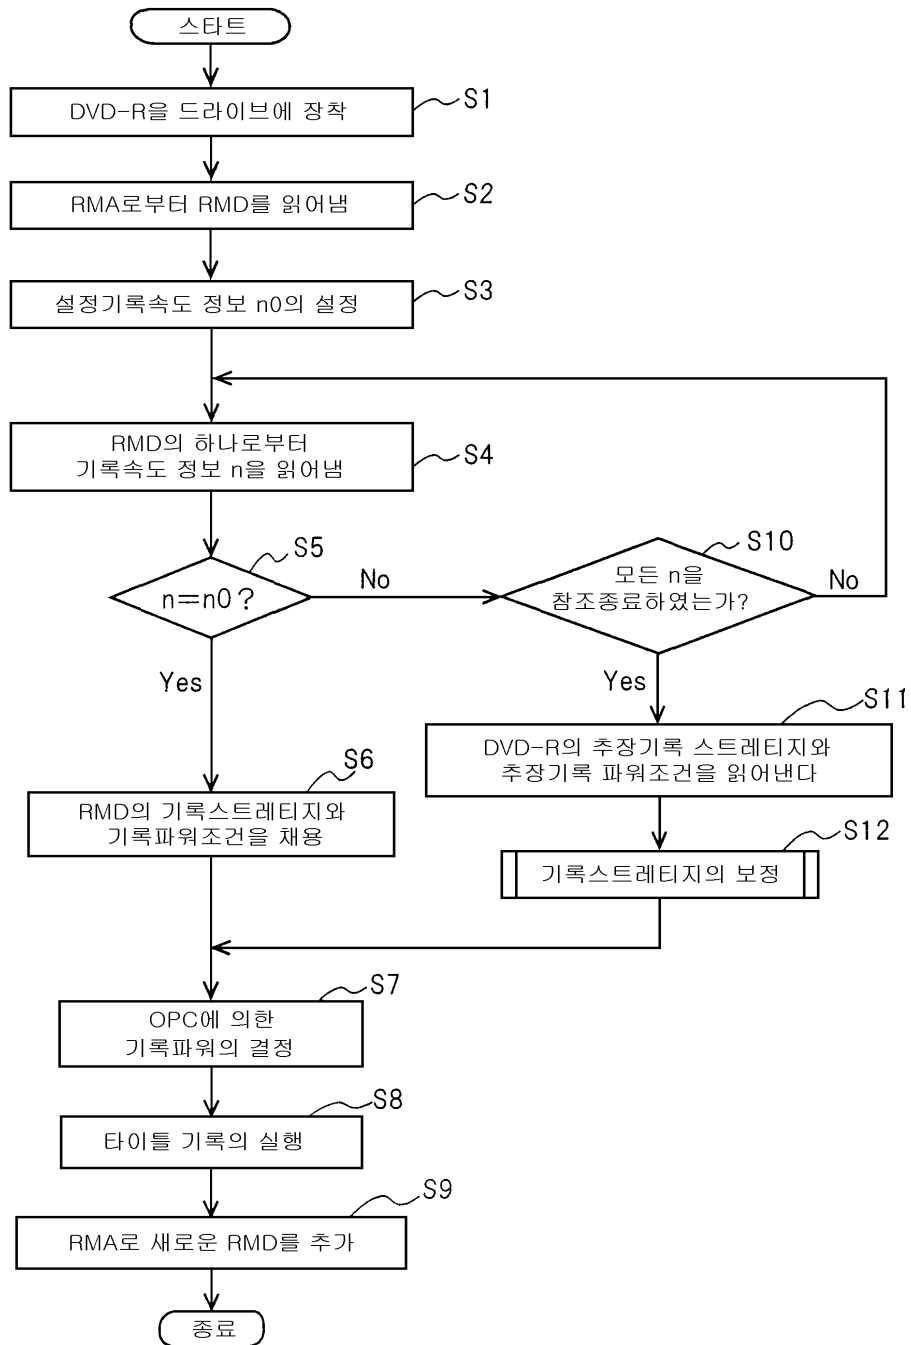 스타트
DVD-R을 드라이브에 장착
S1
RMA로부터 RMD를 읽어냄
S2
설정기록속도 정보 n0의 설정
S3
RMD의 하나로부터
기록속도 정보 n을 읽어냄
S4
n=n0?
S5
No
Yes
모든 n을
참조종료하였는가?
S10
No
Yes
DVD-R의 추장기록 스트레티지와
추장기록 파워조건을 읽어낸다
S11
RMD의 기록스트레티지와
기록파워조건을 채용
S6
기록스트레티지의 보정
S12
OPC에 의한
기록파워의 결정
S7
타이틀 기록의 실행
S8
RMA로 새로운 RMD를 추가
S9
종료